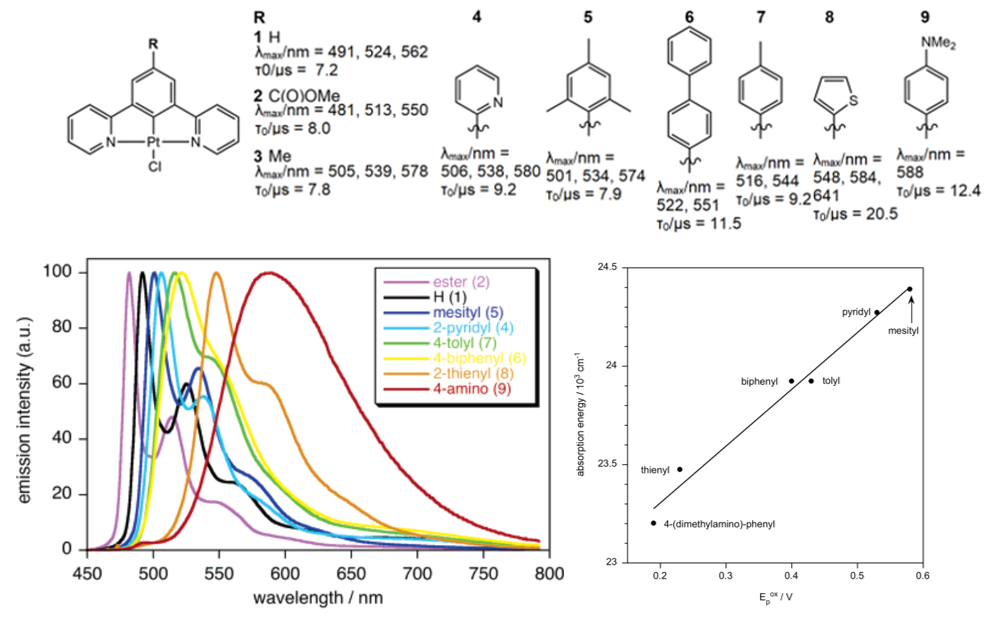 R
1 H
λmax/nm = 491, 524, 562
τ0/μs = 7.2
2 C(O)OMe
λmax/nm = 481, 513, 550
τ0/μs = 8.0
3 Me
λmax/nm = 505, 539, 578
τ0/μs = 7.8
R
N
Pt
N
Cl
4
N
λmax/nm =
506, 538, 580
τ0/μs = 9.2
5
λmax/nm =
501, 534, 574
τ0/μs = 7.9
6
λmax/nm =
522, 551
τ0/μs = 11.5
7
λmax/nm =
516, 544
τ0/μs = 9.2
8
S
λmax/nm =
548, 584,
641
τ0/μs = 20.5
9
NMe2
λmax/nm =
588
τ0/μs = 12.4
emission intensity (a.u.)
100
80
60
40
20
0
450 500 550 600 650 700 750 800
wavelength / nm
ester (2)
H (1)
mesityl (5)
2-pyridyl (4)
4-tolyl (7)
4-biphenyl (6)
2-thienyl (8)
4-amino (9)
absorption energy / 10³ cm⁻¹
24.5
24
23.5
23
pyridyl
mesityl
biphenyl
tolyl
thienyl
4-(dimethylamino)-phenyl
0.2 0.3 0.4 0.5 0.6
Epox / V